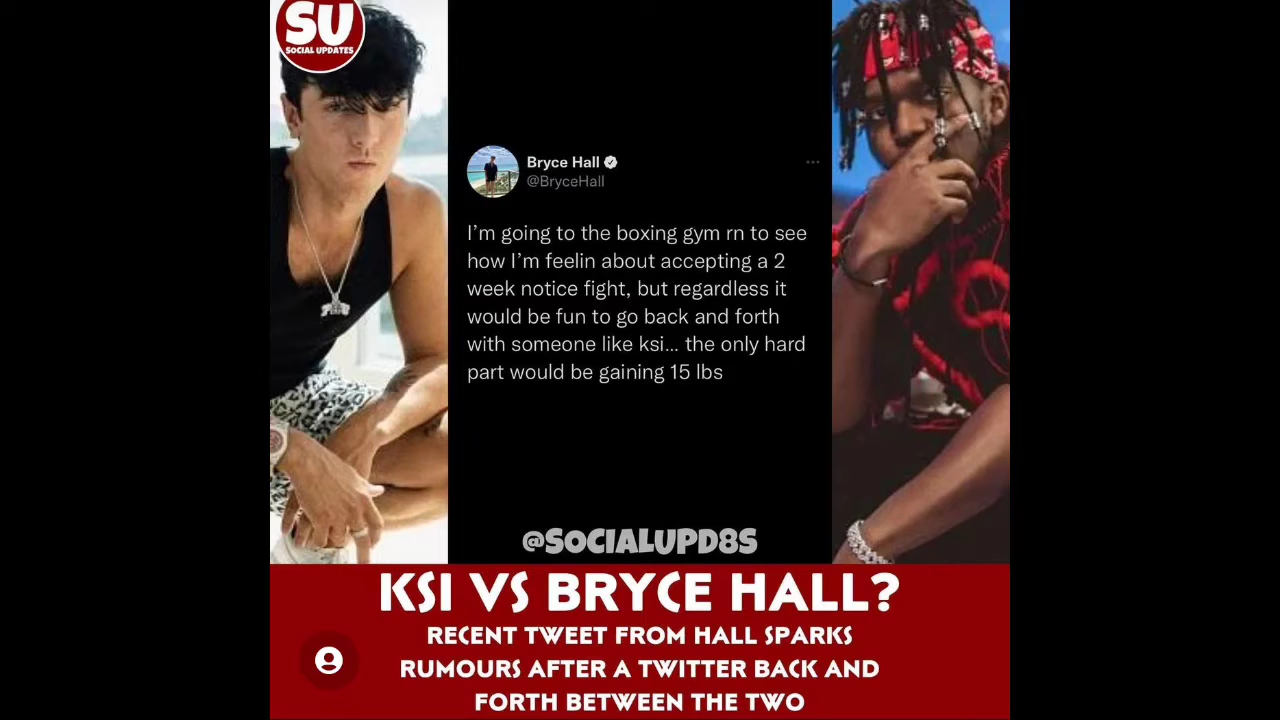 SU
SOCIAL UPDATES
Bryce Hall
@BryceHall
I'm going to the boxing gym rn to see
how I'm feelin about accepting a 2
week notice fight, but regardless it
would be fun to go back and forth
with someone like ksi... the only hard
part would be gaining 15 lbs
@SOCIALUPD8S
KSI VS BRYCE HALL?
RECENT TWEET FROM HALL SPARKS
RUMOURS AFTER A TWITTER BACK AND
FORTH BETWEEN THE TWO